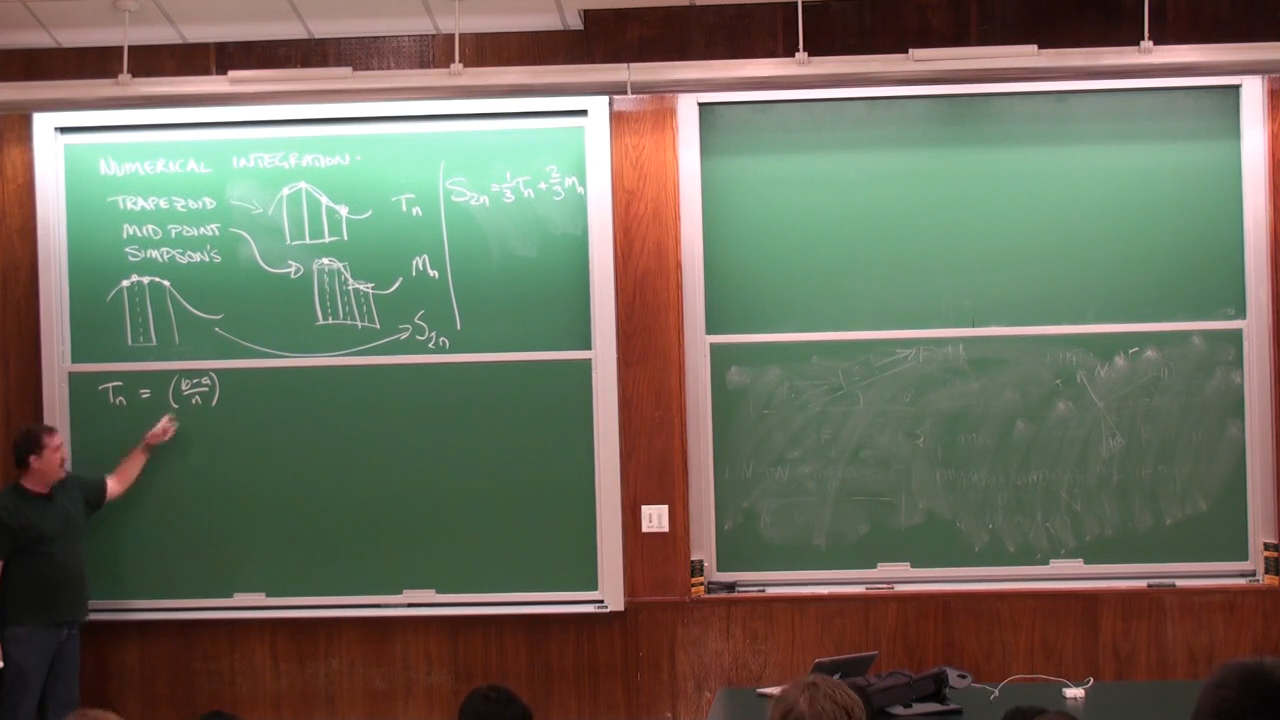 NUMERICAL INTEGRATION.
TRAPEZOID
Tn
MID POINT
SIMPSON'S
Mn
S2n
S2n = 1/3 Tn + 2/3 Mn
Tn = (b-a/n)